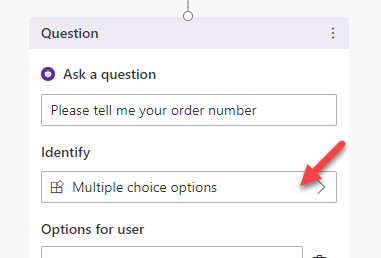 Question
Ask a question
Please tell me your order number
Identify
Multiple choice options
Options for user